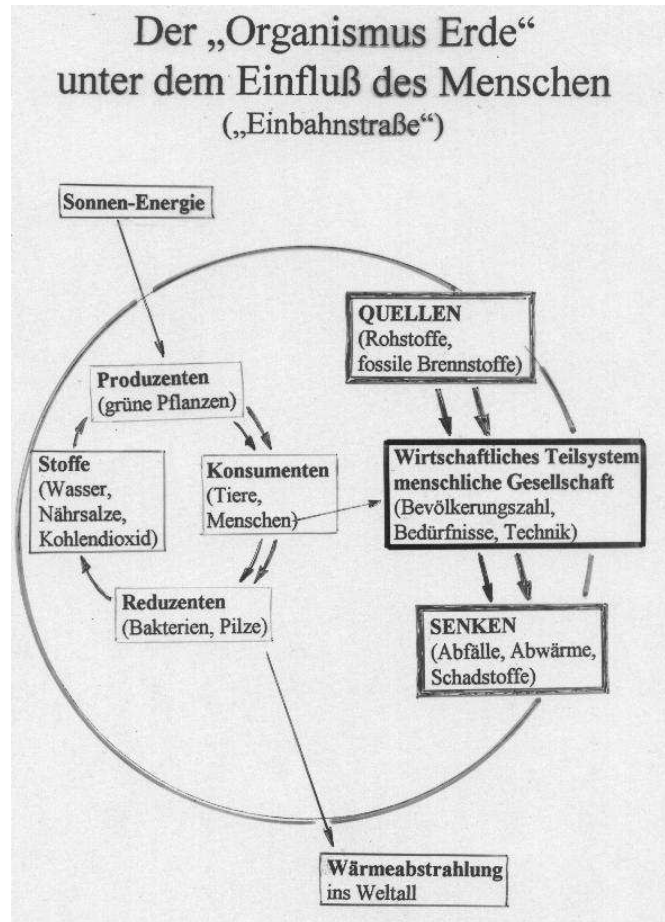 Der „Organismus Erde“
unter dem Einfluß des Menschen
(„Einbahnstraße“)
Sonnen-Energie
QUELLEN
(Rohstoffe,
fossile Brennstoffe)
Produzenten
(grüne Pflanzen)
Stoffe
(Wasser,
Nährsalze,
Kohlendioxid)
Konsumenten
(Tiere,
Menschen)
Wirtschaftliches Teilsystem
menschliche Gesellschaft
(Bevölkerungszahl,
Bedürfnisse, Technik)
Reduzenten
(Bakterien, Pilze)
SENKEN
(Abfälle, Abwärme,
Schadstoffe)
Wärmeabstrahlung
ins Weltall